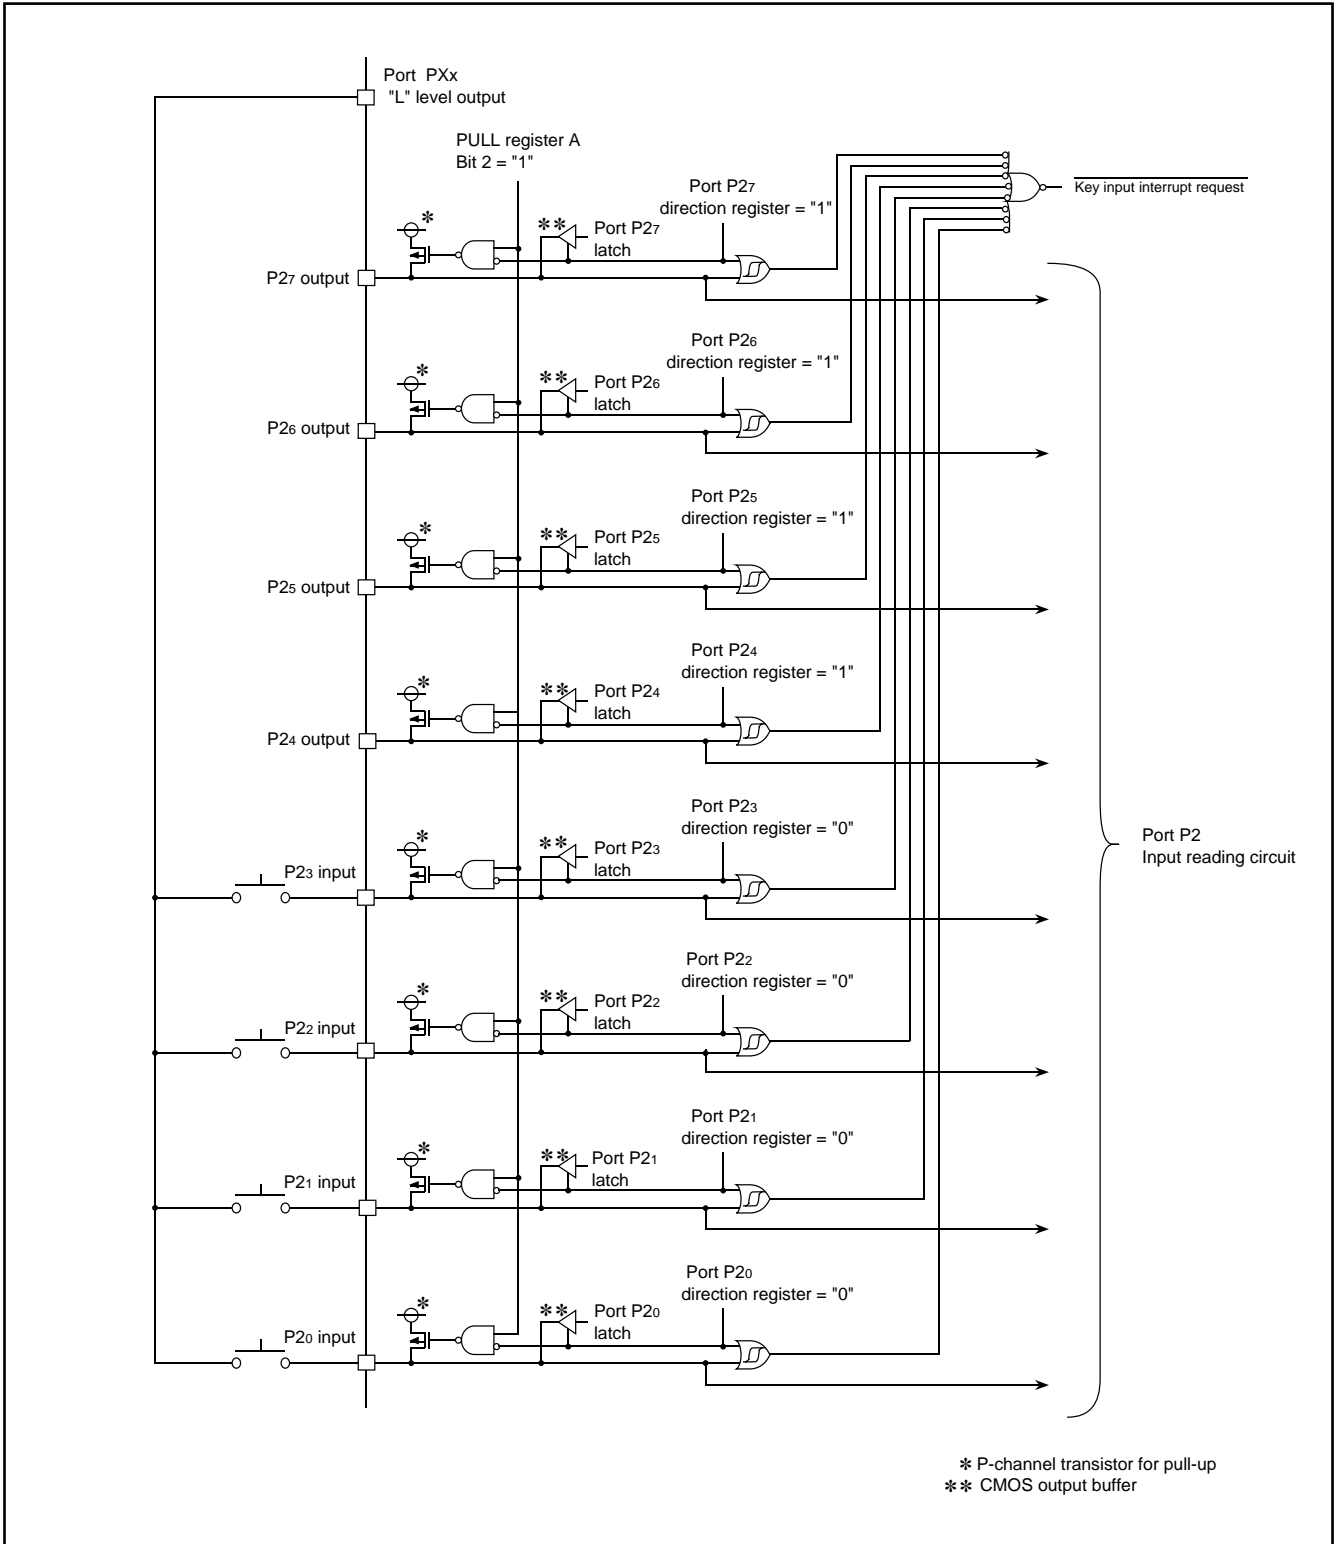 Port PXx
"L" level output
PULL register A
Bit 2 = "1"
Key input interrupt request
Port P27
direction register = "1"
*
**
Port P27
latch
P27 output
Port P26
direction register = "1"
*
**
Port P26
latch
P26 output
Port P25
direction register = "1"
*
**
Port P25
latch
P25 output
Port P24
direction register = "1"
*
**
Port P24
latch
P24 output
Port P23
direction register = "0"
*
**
Port P23
latch
P23 input
Port P2
Input reading circuit
Port P22
direction register = "0"
*
**
Port P22
latch
P22 input
Port P21
direction register = "0"
*
**
Port P21
latch
P21 input
Port P20
direction register = "0"
*
**
Port P20
latch
P20 input
* P-channel transistor for pull-up
** CMOS output buffer